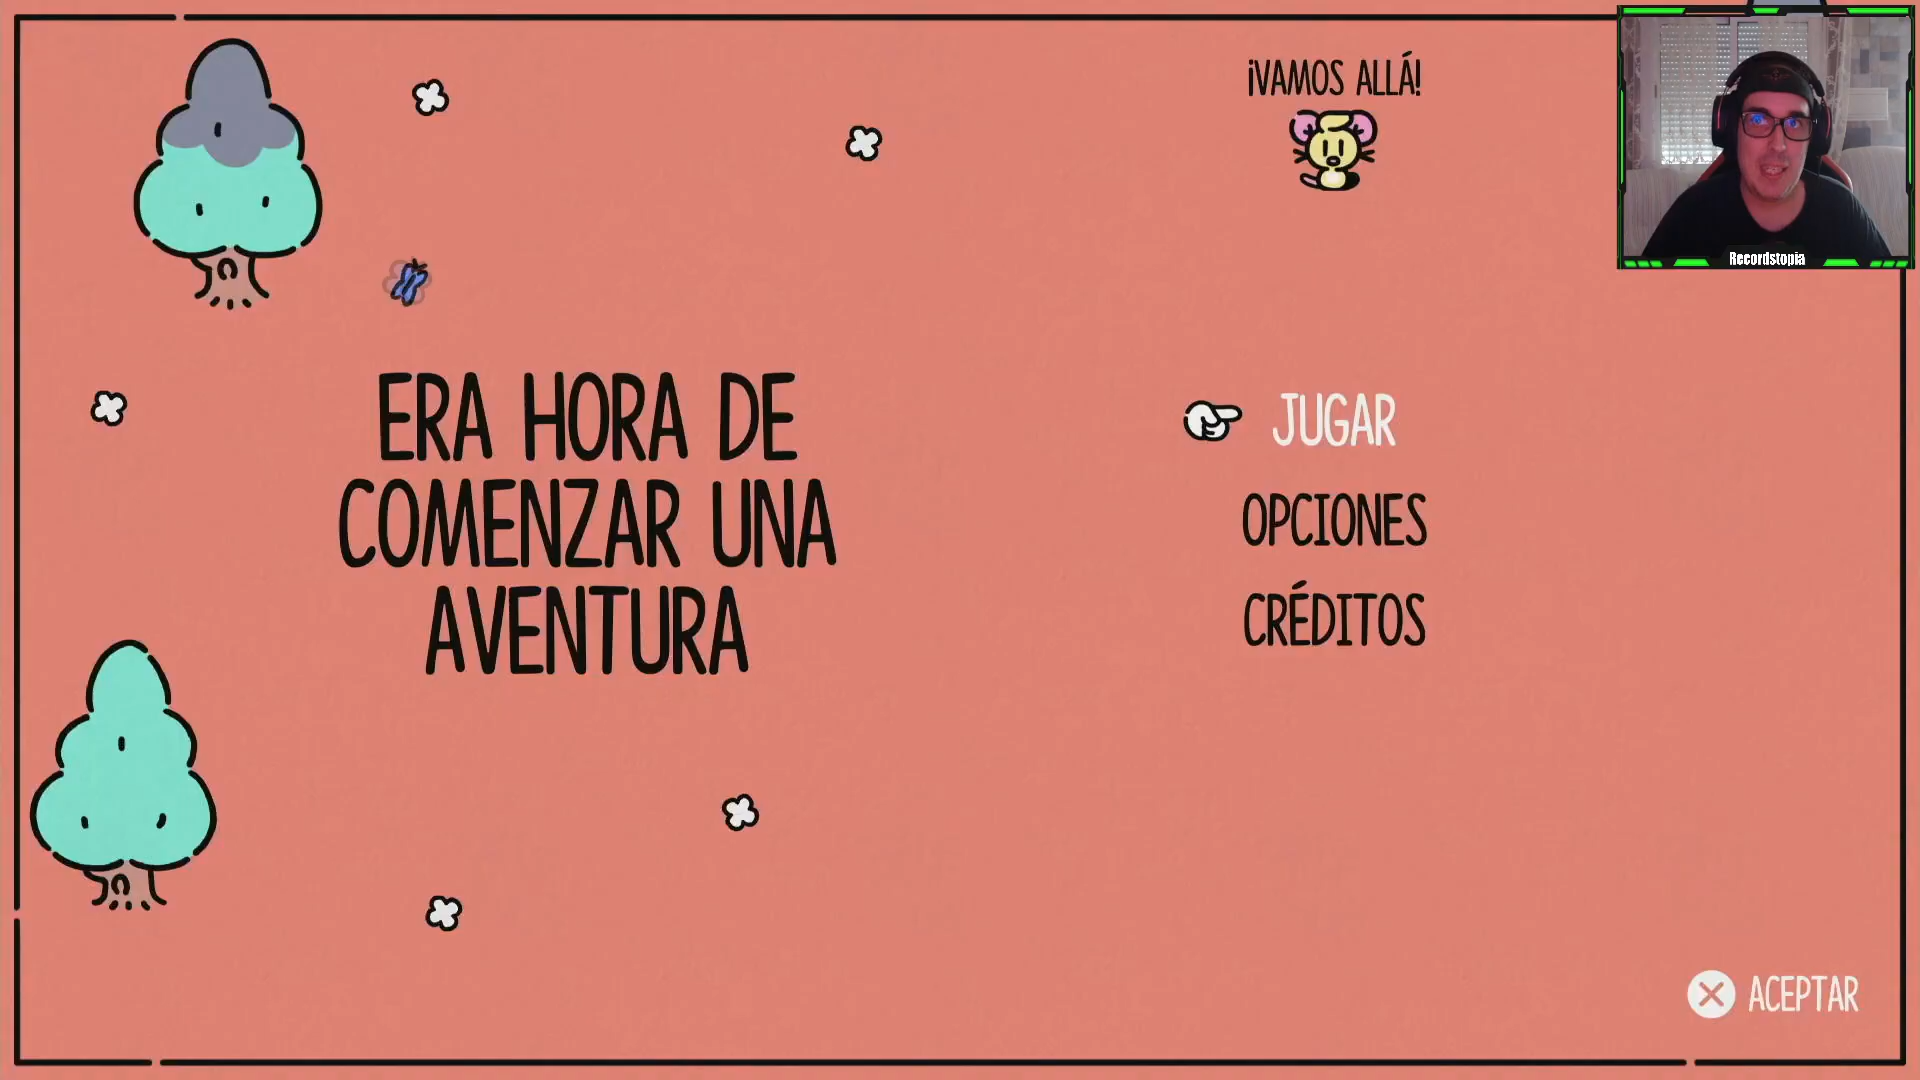 ¡VAMOS ALLÁ!
Recordstopia
ERA HORA DE
COMENZAR UNA
AVENTURA
JUGAR
OPCIONES
CRÉDITOS
ACEPTAR